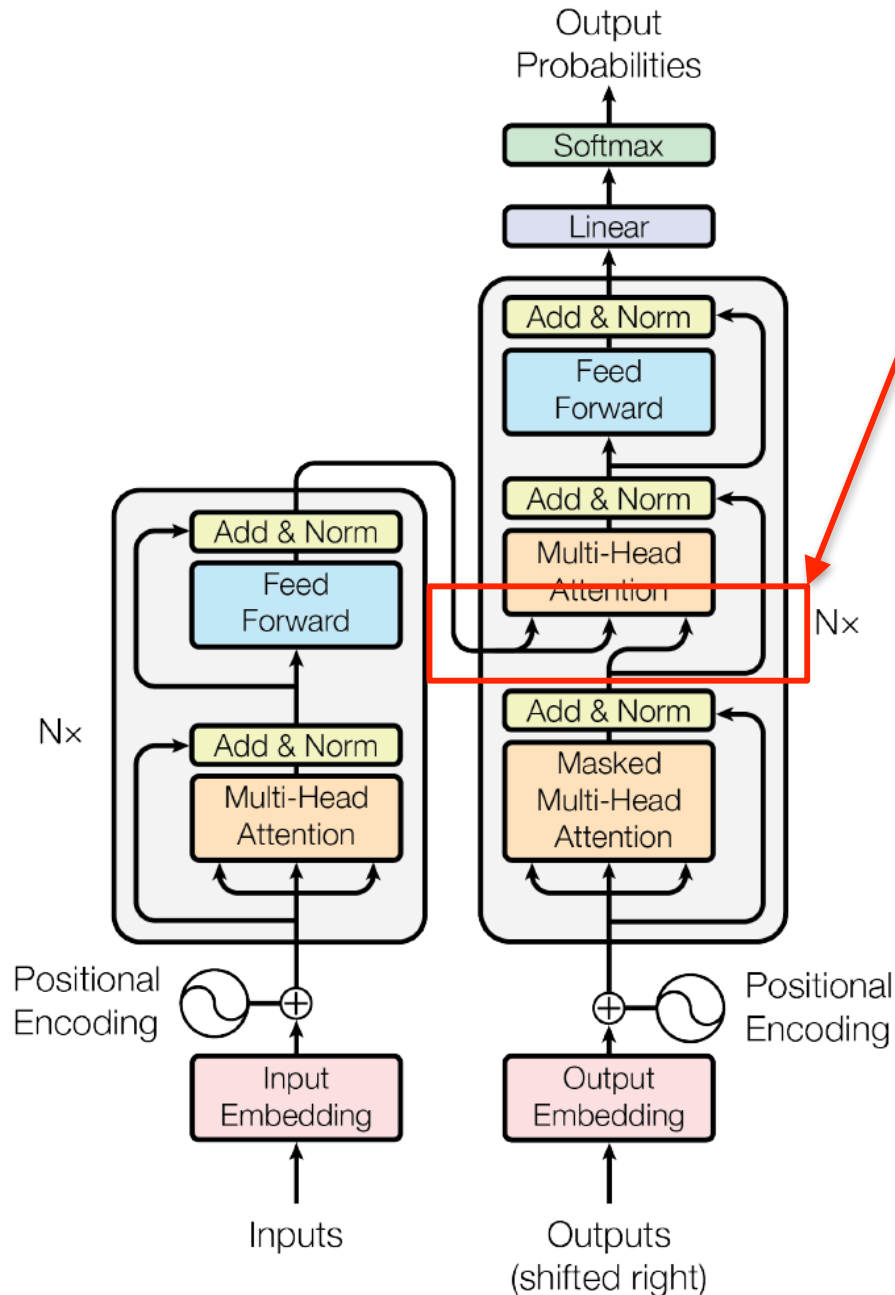 Output
Probabilities
Softmax
Linear
Add & Norm
Feed
Forward
Add & Norm
Multi-Head
Attention
Nx
Add & Norm
Masked
Multi-Head
Attention
Positional
Encoding
Output
Embedding
Outputs
(shifted right)
Add & Norm
Feed
Forward
Nx
Add & Norm
Multi-Head
Attention
Positional
Encoding
Input
Embedding
Inputs